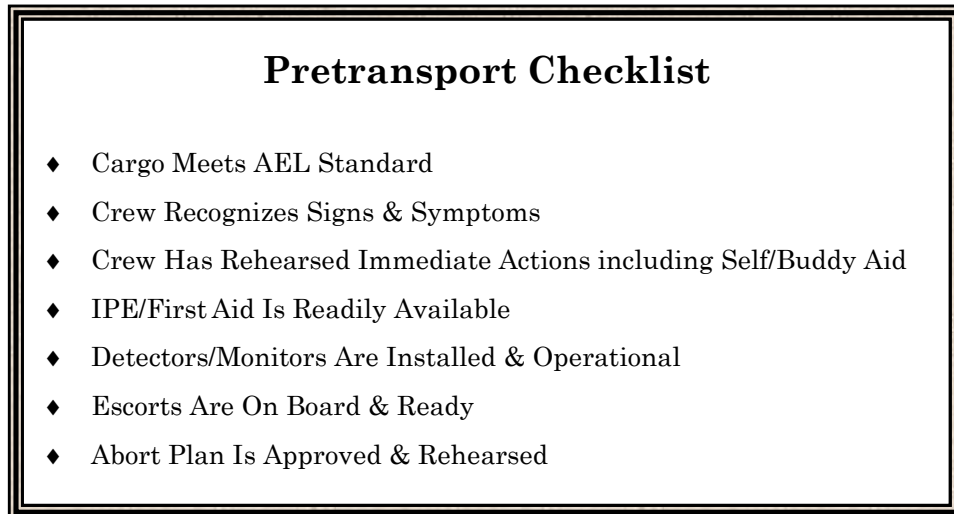 Pretransport Checklist
♦ Cargo Meets AEL Standard
♦ Crew Recognizes Signs & Symptoms
♦ Crew Has Rehearsed Immediate Actions including Self/Buddy Aid
♦ IPE/First Aid Is Readily Available
♦ Detectors/Monitors Are Installed & Operational
♦ Escorts Are On Board & Ready
♦ Abort Plan Is Approved & Rehearsed